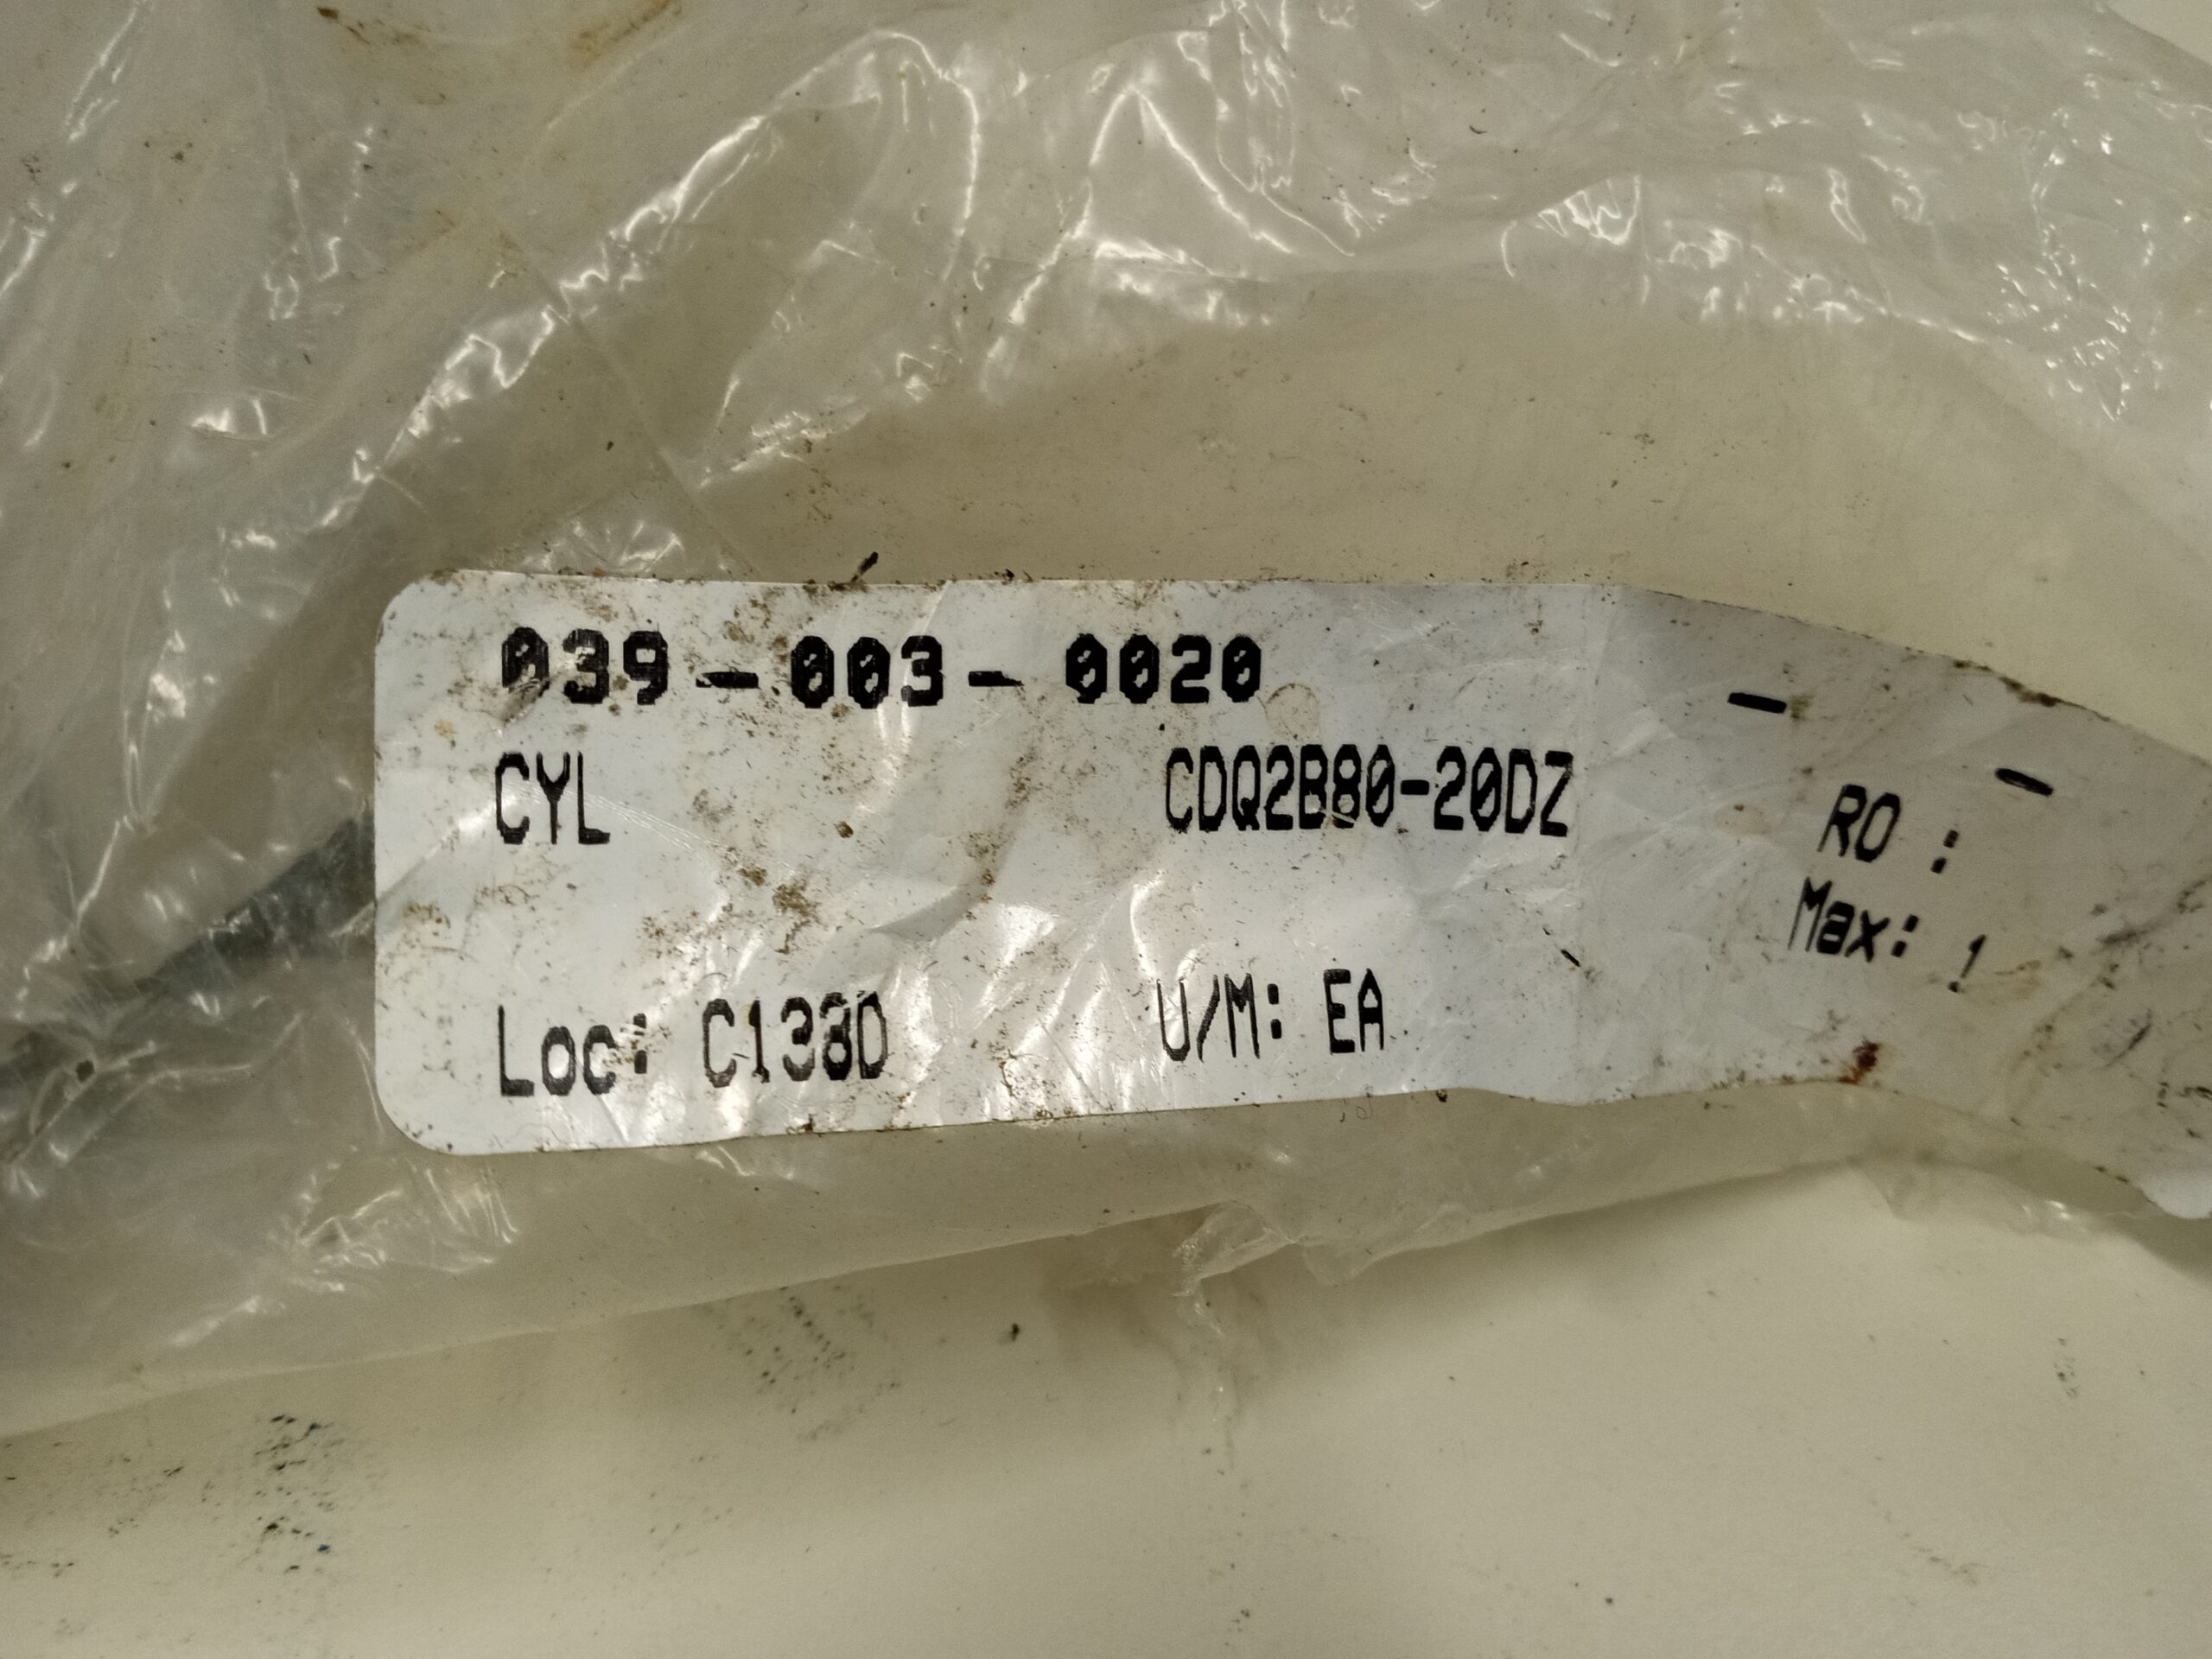 039-003-0020 - -
CYL CDQ2B80-20DZ RO :
Max: 1
Loc: C138D U/M: EA